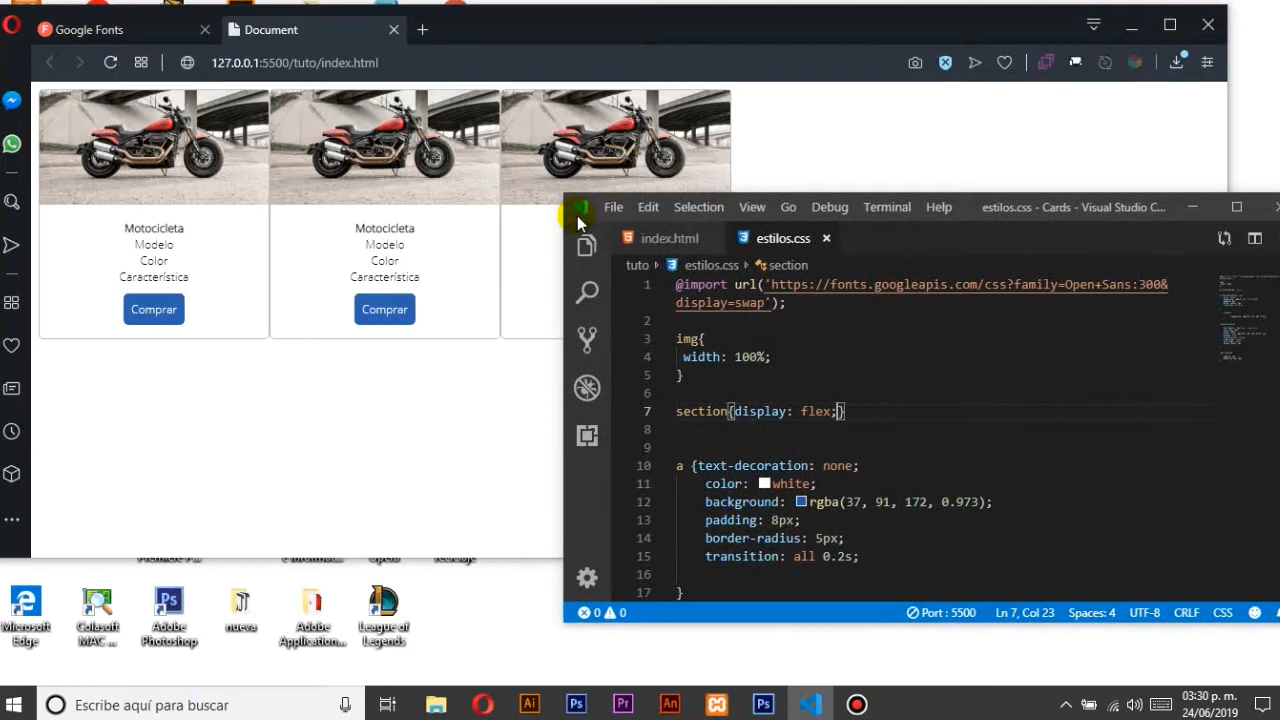 Google Fonts
Document
127.0.0.1:5500/tuto/index.html
Motocicleta
Modelo
Color
Característica
Comprar
Motocicleta
Modelo
Color
Característica
Comprar
File Edit Selection View Go Debug Terminal Help estilos.css - Cards - Visual Studio C...
index.html
estilos.css
tuto estilos.css section
1 @import url('https://fonts.googleapis.com/css?family=Open+Sans:300&
display=swap');
2
3 img{
4 width: 100%;
5 }
6
7 section{display: flex;}
8
9
10 a {text-decoration: none;
11 color: white;
12 background: rgba(37, 91, 172, 0.973);
13 padding: 8px;
14 border-radius: 5px;
15 transition: all 0.2s;
16
17 }
0 0 Port : 5500 Ln 7, Col 23 Spaces: 4 UTF-8 CRLF CSS
Microsoft
Edge
Colasoft
MAC ...
Adobe
Photoshop
nueva
Adobe
Application...
League of
Legends
Escribe aquí para buscar
03:30 p. m.
24/06/2019